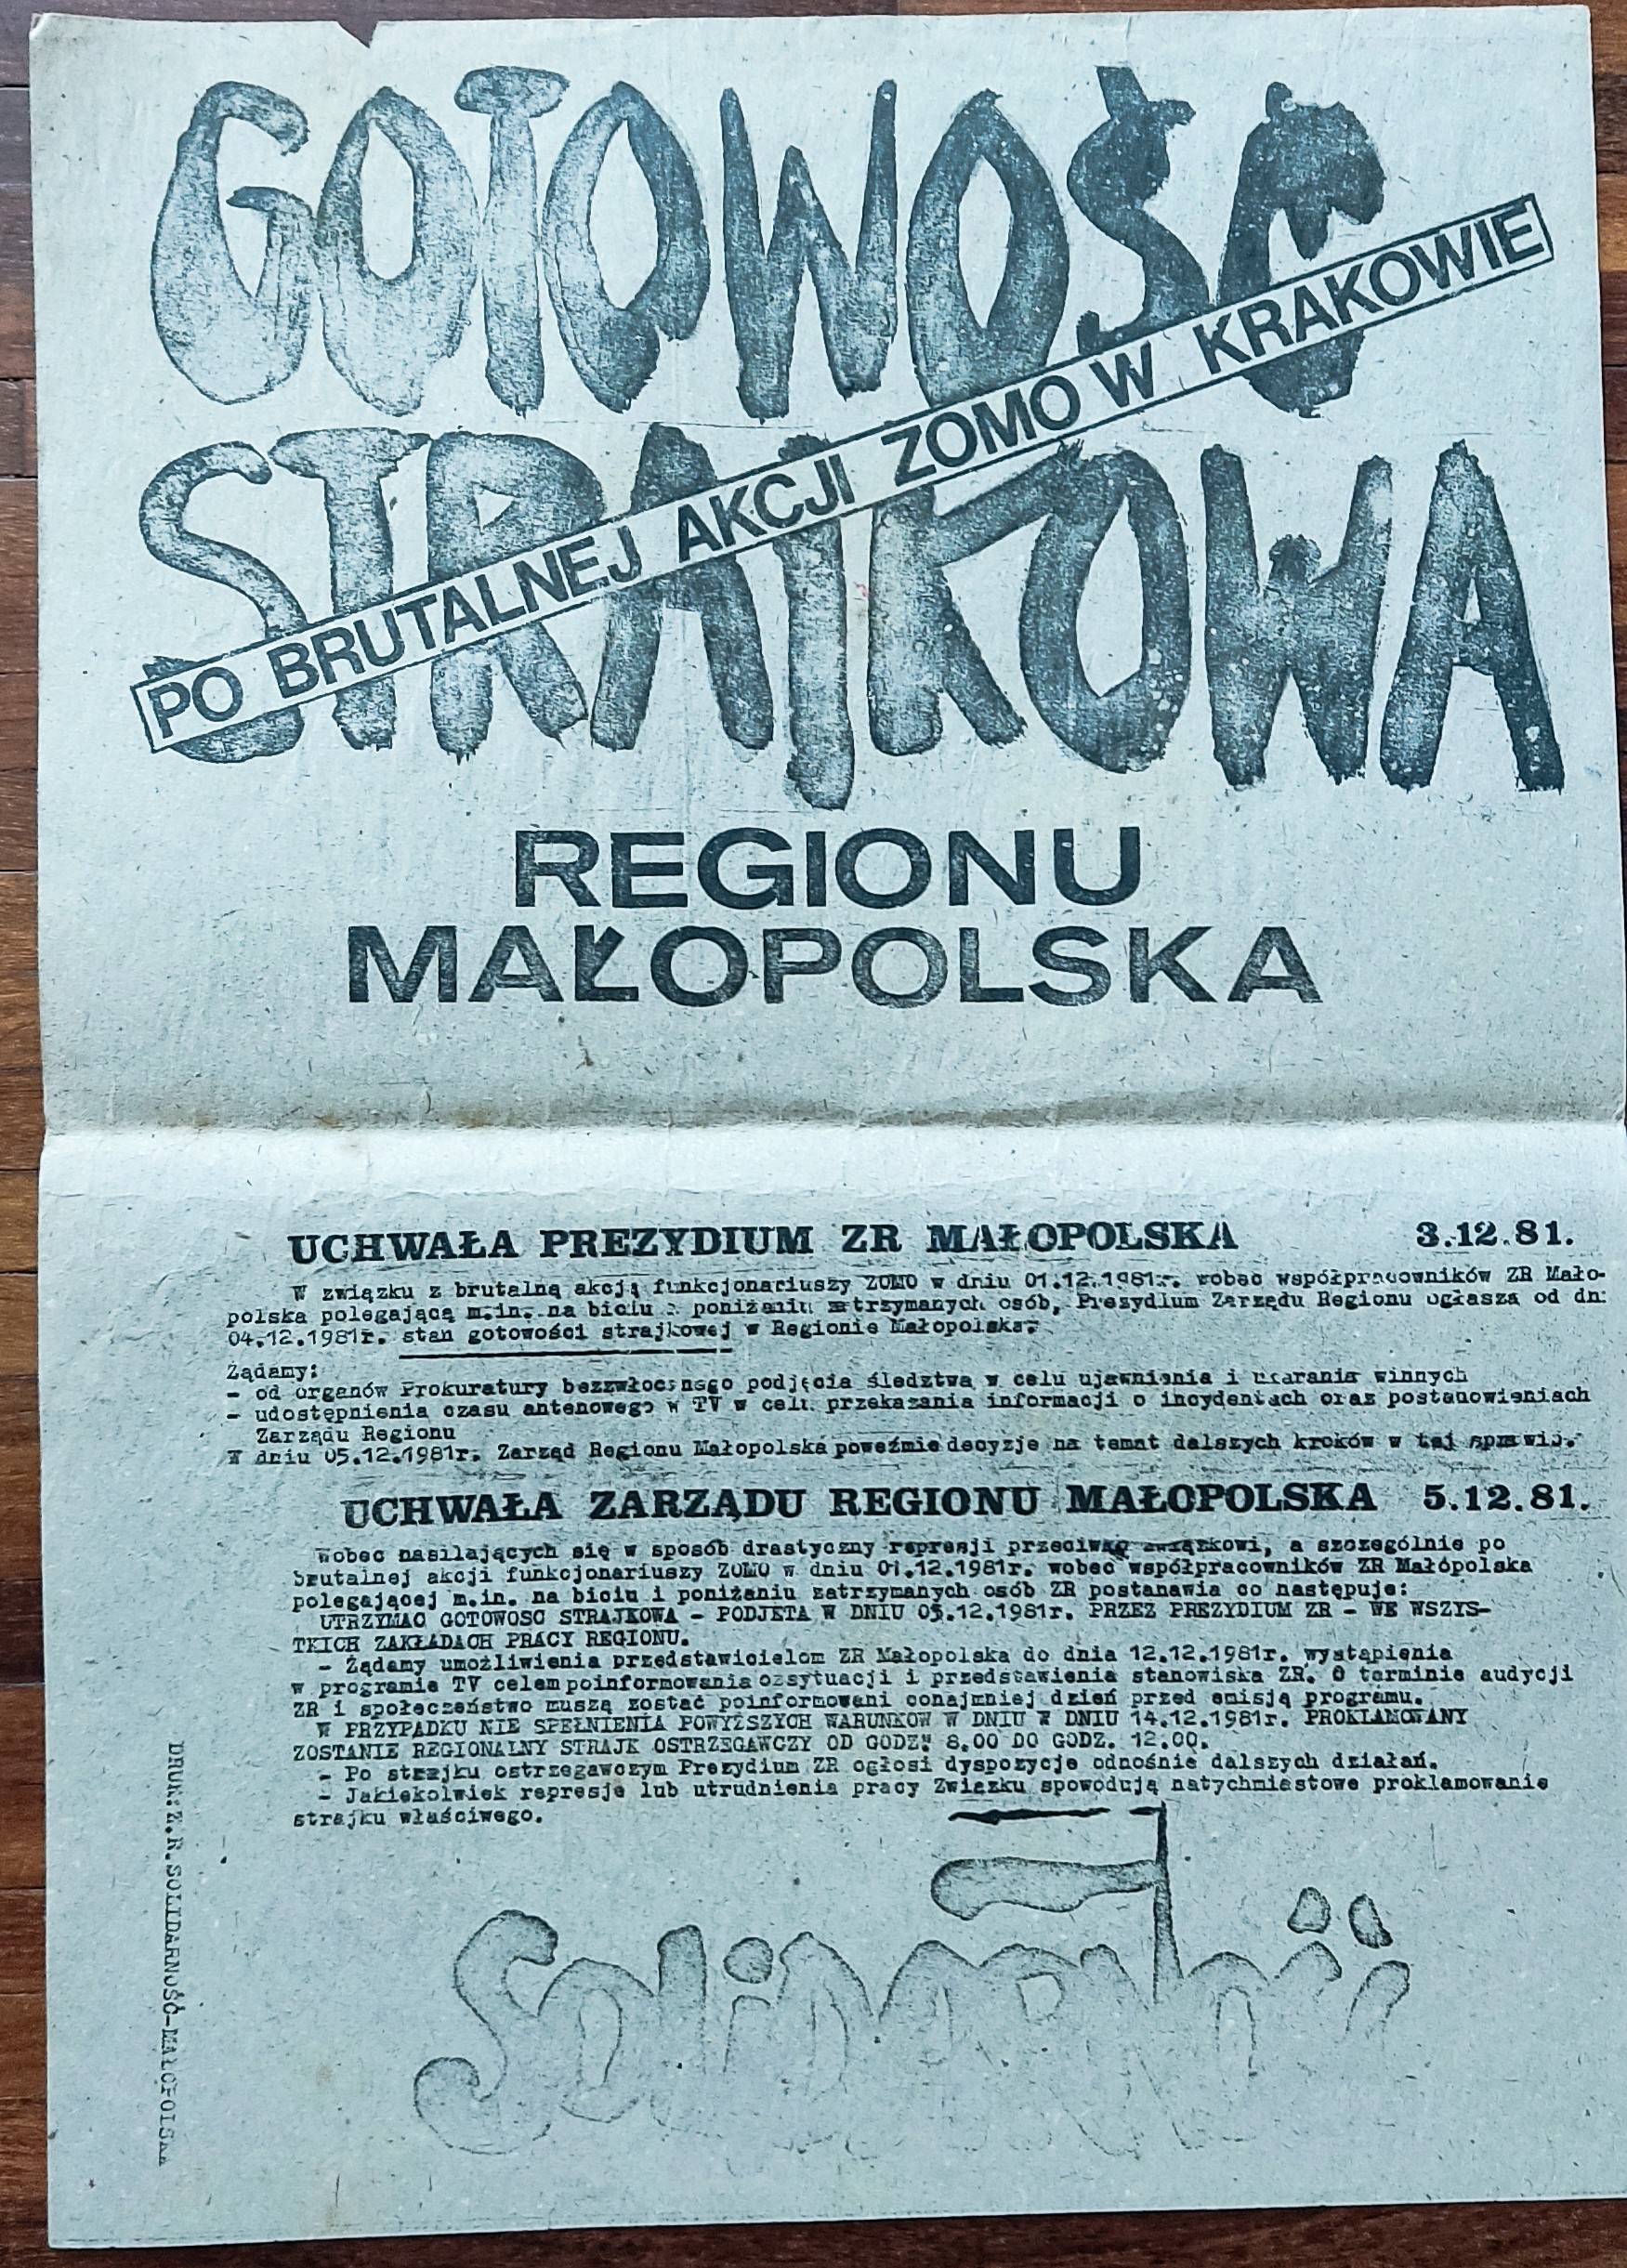 GOTOWOŚĆ
STRAJKOWA
PO BRUTALNEJ AKCJI ZOMO W KRAKOWIE
REGIONU
MAŁOPOLSKA
UCHWAŁA PREZYDIUM ZR MAŁOPOLSKA 3.12.81.
W związku z brutalną akcją funkcjonariuszy ZOMO w dniu 01.12.1981r. wobec współpracowników ZR Mało-
polska polegającą m.in. na biciu i poniżaniu zatrzymanych osób, Prezydium Zarządu Regionu ogłasza od dn:
04.12.1981r. stan gotowości strajkowej w Regionie Małopolska.
Żądamy:
- od organów Prokuratury bezzwłocznego podjęcia śledztwa w celu ujawnienia i ukarania winnych
- udostępnienia czasu antenowego w TV w celu przekazania informacji o incydentach oraz postanowieniach
Zarządu Regionu
W dniu 05.12.1981r. Zarząd Regionu Małopolska poweźmie decyzje na temat dalszych kroków w tej sprawie.
UCHWAŁA ZARZĄDU REGIONU MAŁOPOLSKA 5.12.81.
Wobec nasilających się w sposób drastyczny represji przeciwko związkowi, a szczególnie po
brutalnej akcji funkcjonariuszy ZOMO w dniu 01.12.1981r. wobec współpracowników ZR Małopolska
polegającej m.in. na biciu i poniżaniu zatrzymanych osób ZR postanawia co następuje:
UTRZYMAC GOTOWOSC STRAJKOWA - PODJETA W DNIU 03.12.1981r. PRZEZ PREZYDIUM ZR - WE WSZYS-
TKICH ZAKŁADACH PRACY REGIONU.
- Żądamy umożliwienia przedstawicielom ZR Małopolska do dnia 12.12.1981r. wystąpienia
w programie TV celem poinformowania o sytuacji i przedstawienia stanowiska ZR. O terminie audycji
ZR i społeczeństwo muszą zostać poinformowani conajmniej dzień przed emisją programu.
W PRZYPADKU NIE SPEŁNIENIA POWYŻSZYCH WARUNKOW W DNIU W DNIU 14.12.1981r. PROKLAMOWANY
ZOSTANIE REGIONALNY STRAJK OSTRZEGAWCZY OD GODZ: 8.00 DO GODZ. 12.00.
- Po strajku ostrzegawczym Prezydium ZR ogłosi dyspozycje odnośnie dalszych działań.
- Jakiekolwiek represje lub utrudnienia pracy Związku spowodują natychmiastowe proklamowanie
strajku właściwego.
DRUK: Z.R. SOLIDARNOŚĆ-MAŁOPOLSKA
Solidarność